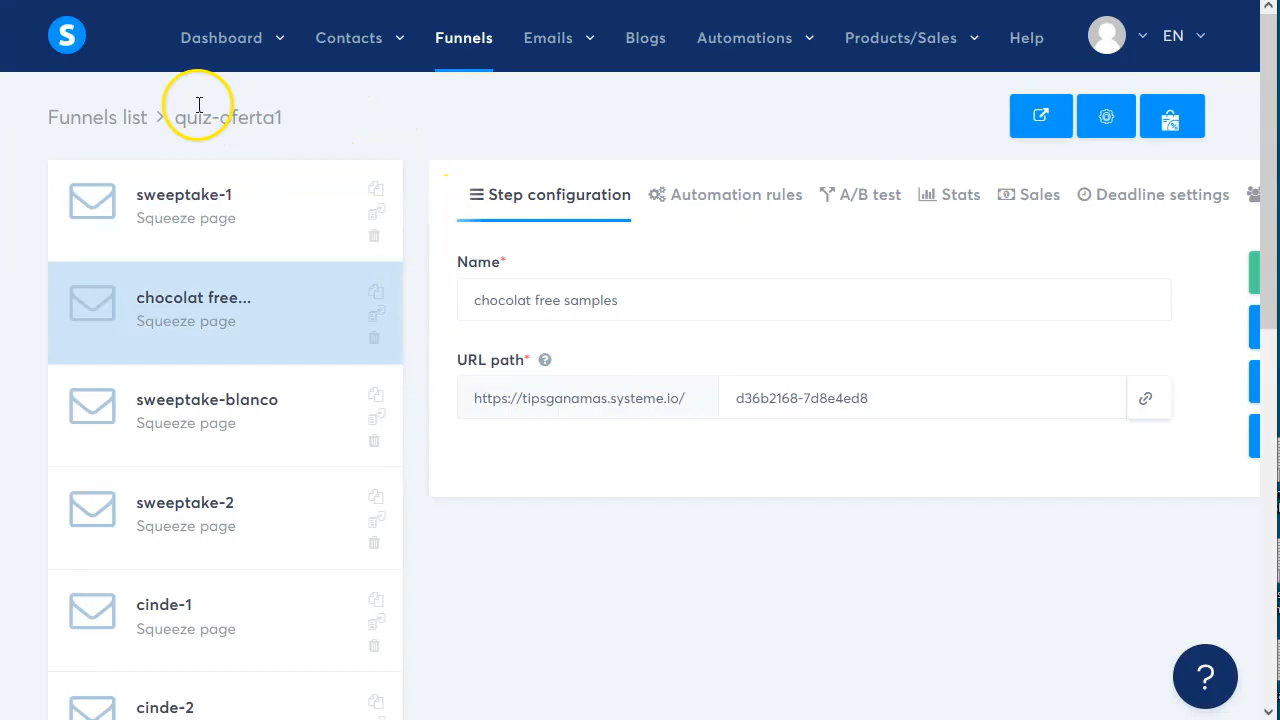 S Dashboard Contacts Funnels Emails Blogs Automations Products/Sales Help EN
Funnels list > quiz-oferta1
sweeptake-1
Squeeze page
chocolat free...
Squeeze page
sweeptake-blanco
Squeeze page
sweeptake-2
Squeeze page
cinde-1
Squeeze page
cinde-2
Step configuration Automation rules A/B test Stats Sales Deadline settings
Name*
chocolat free samples
URL path* ?
https://tipsganamas.systeme.io/ d36b2168-7d8e4ed8
?